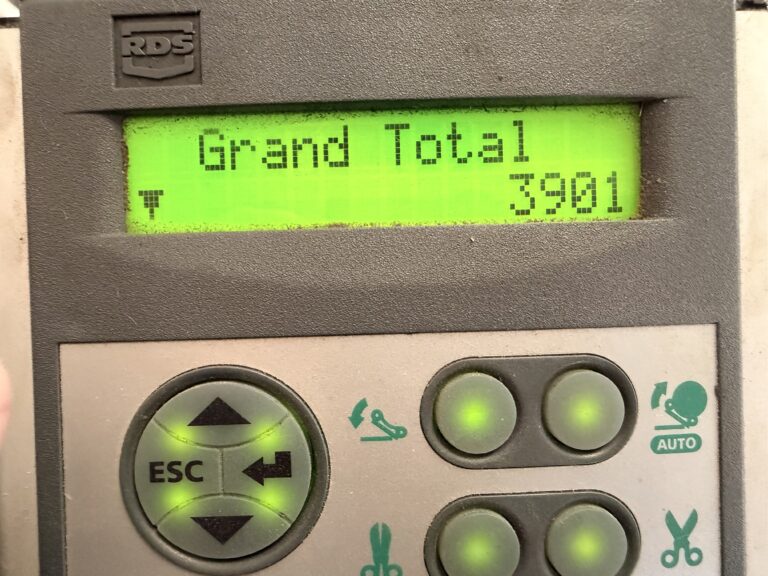 RDS
Grand Total
3901
ESC
AUTO